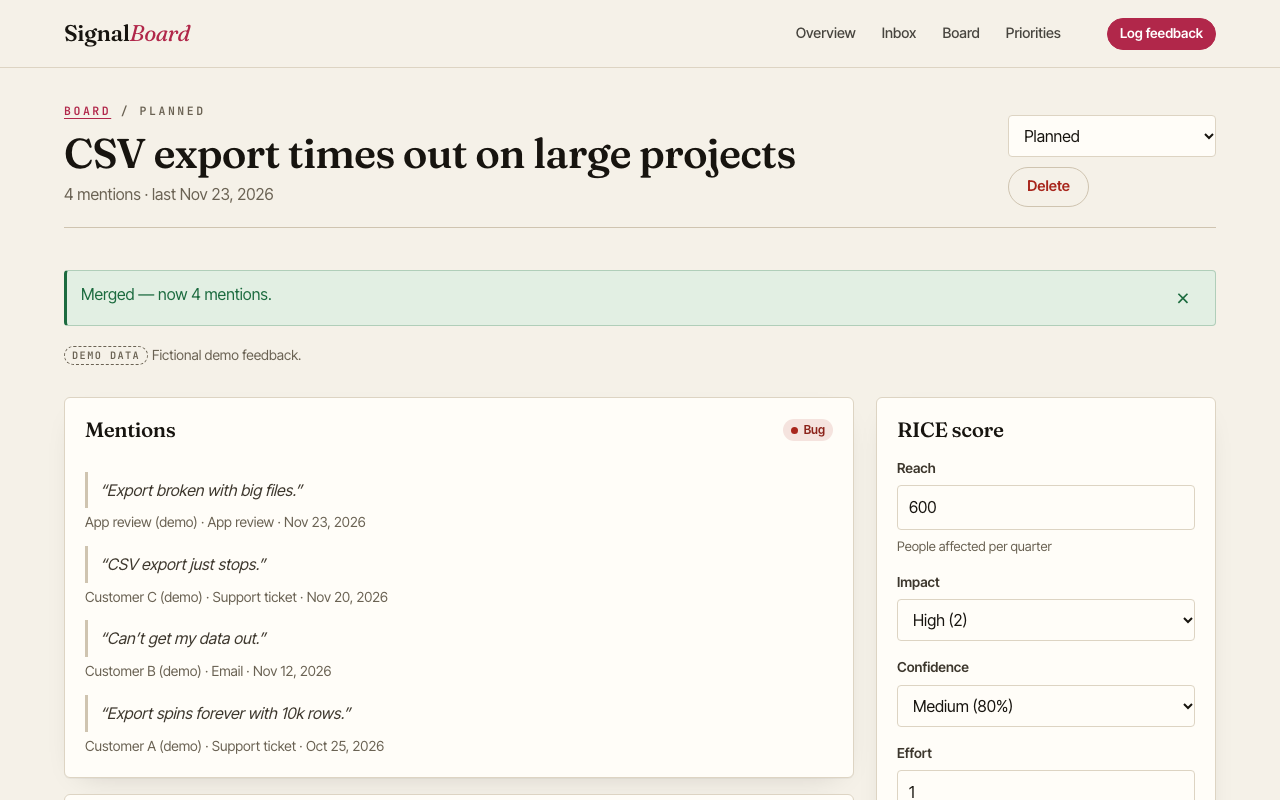 SignalBoard
Overview Inbox Board Priorities Log feedback
BOARD / PLANNED
CSV export times out on large projects
4 mentions · last Nov 23, 2026
Planned
Delete
Merged — now 4 mentions.
×
DEMO DATA Fictional demo feedback.
Mentions
Bug
“Export broken with big files.”
App review (demo) · App review · Nov 23, 2026
“CSV export just stops.”
Customer C (demo) · Support ticket · Nov 20, 2026
“Can’t get my data out.”
Customer B (demo) · Email · Nov 12, 2026
“Export spins forever with 10k rows.”
Customer A (demo) · Support ticket · Oct 25, 2026
RICE score
Reach
600
People affected per quarter
Impact
High (2)
Confidence
Medium (80%)
Effort
1